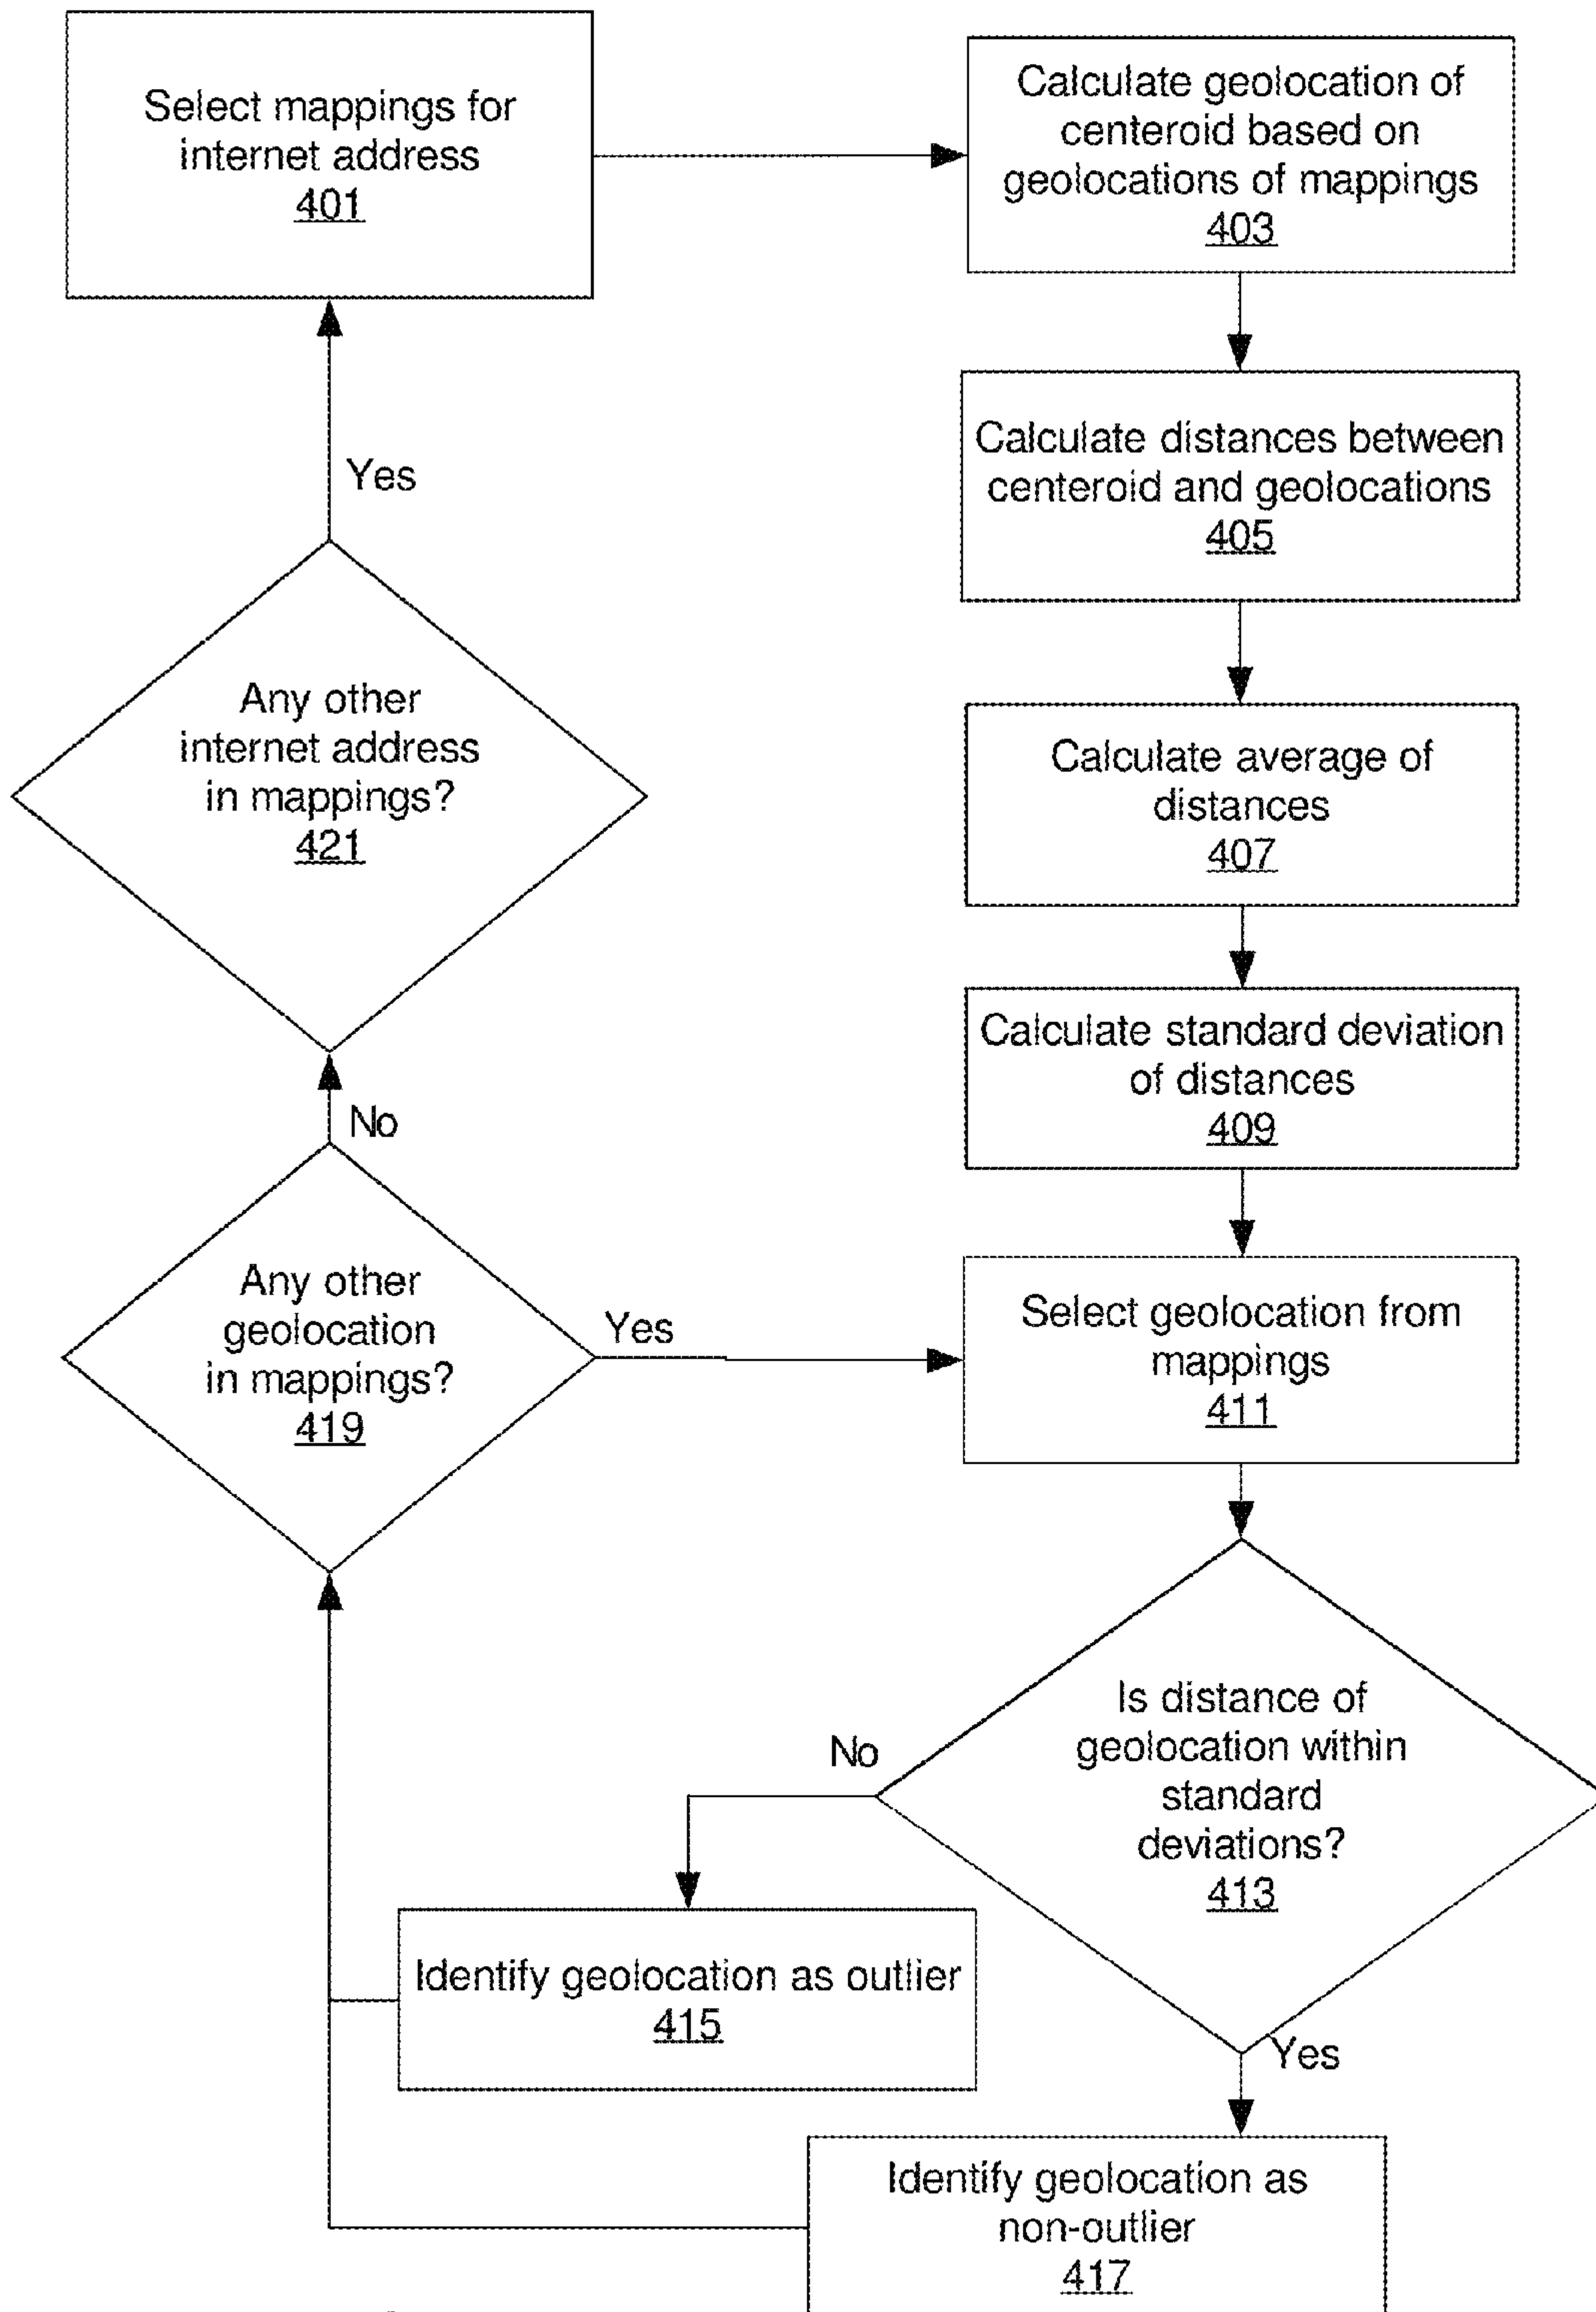 Select mappings for
internet address
401
Calculate geolocation of
centeroid based on
geolocations of mappings
403
Calculate distances between
centeroid and geolocations
405
Calculate average of
distances
407
Calculate standard deviation
of distances
409
Select geolocation from
mappings
411
Is distance of
geolocation within
standard
deviations?
413
No
Yes
Identify geolocation as outlier
415
Identify geolocation as
non-outlier
417
Any other
geolocation
in mappings?
419
Yes
No
Any other
internet address
in mappings?
421
Yes